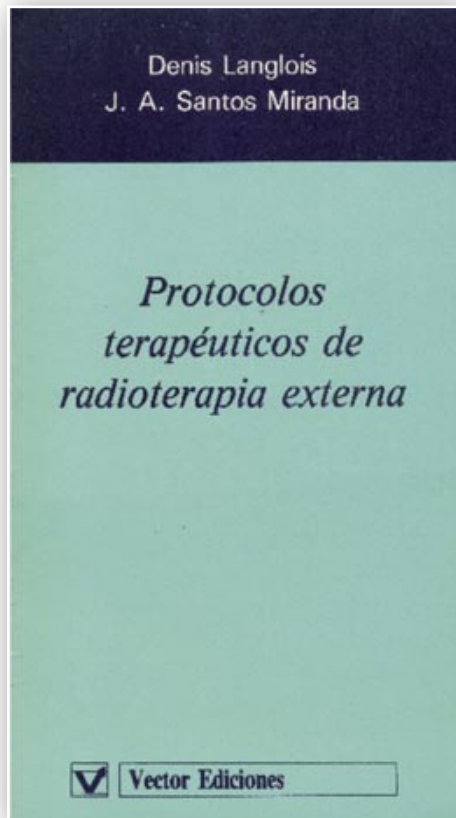 Denis Langlois
J. A. Santos Miranda
Protocolos
terapéuticos de
radioterapia externa
Vector Ediciones